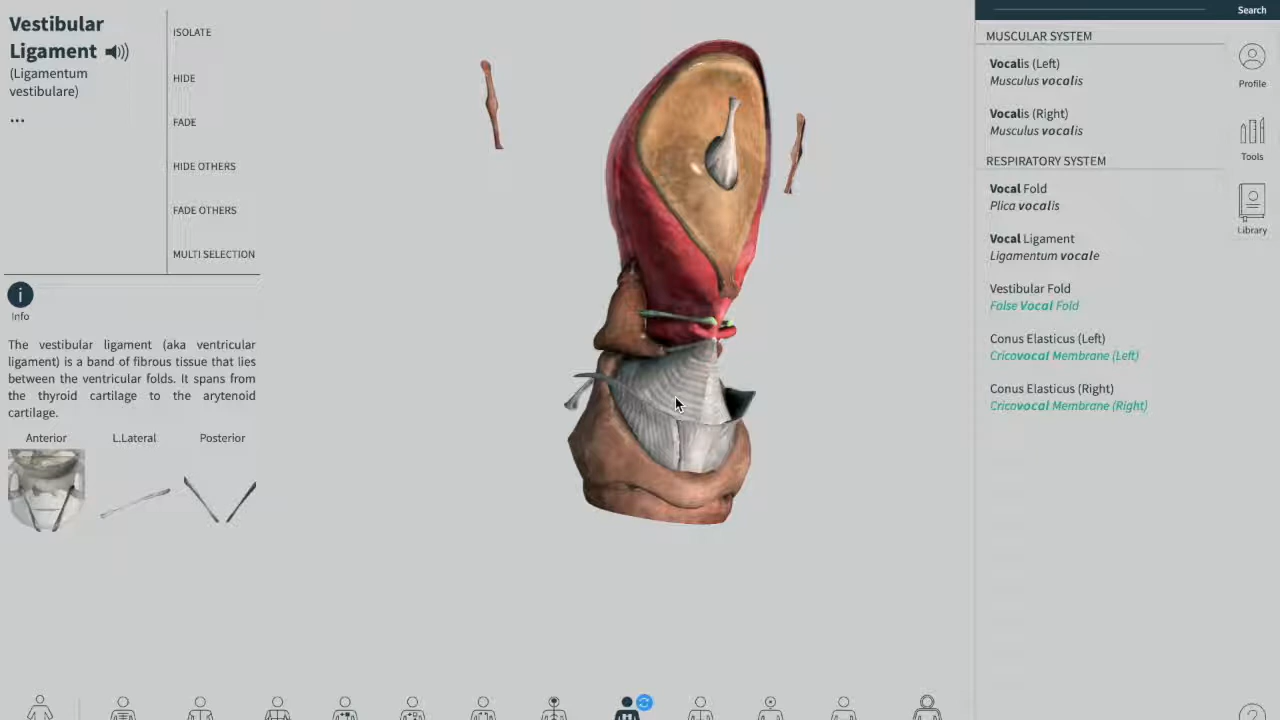 Vestibular
Ligament
(Ligamentum
vestibulare)
...
ISOLATE
HIDE
FADE
HIDE OTHERS
FADE OTHERS
MULTI SELECTION
i
Info
The vestibular ligament (aka ventricular
ligament) is a band of fibrous tissue that lies
between the ventricular folds. It spans from
the thyroid cartilage to the arytenoid
cartilage.
Anterior L.Lateral Posterior
Search
MUSCULAR SYSTEM
Vocalis (Left)
Musculus vocalis
Vocalis (Right)
Musculus vocalis
RESPIRATORY SYSTEM
Vocal Fold
Plica vocalis
Vocal Ligament
Ligamentum vocale
Vestibular Fold
False Vocal Fold
Conus Elasticus (Left)
Cricovocal Membrane (Left)
Conus Elasticus (Right)
Cricovocal Membrane (Right)
Profile
Tools
Library
?